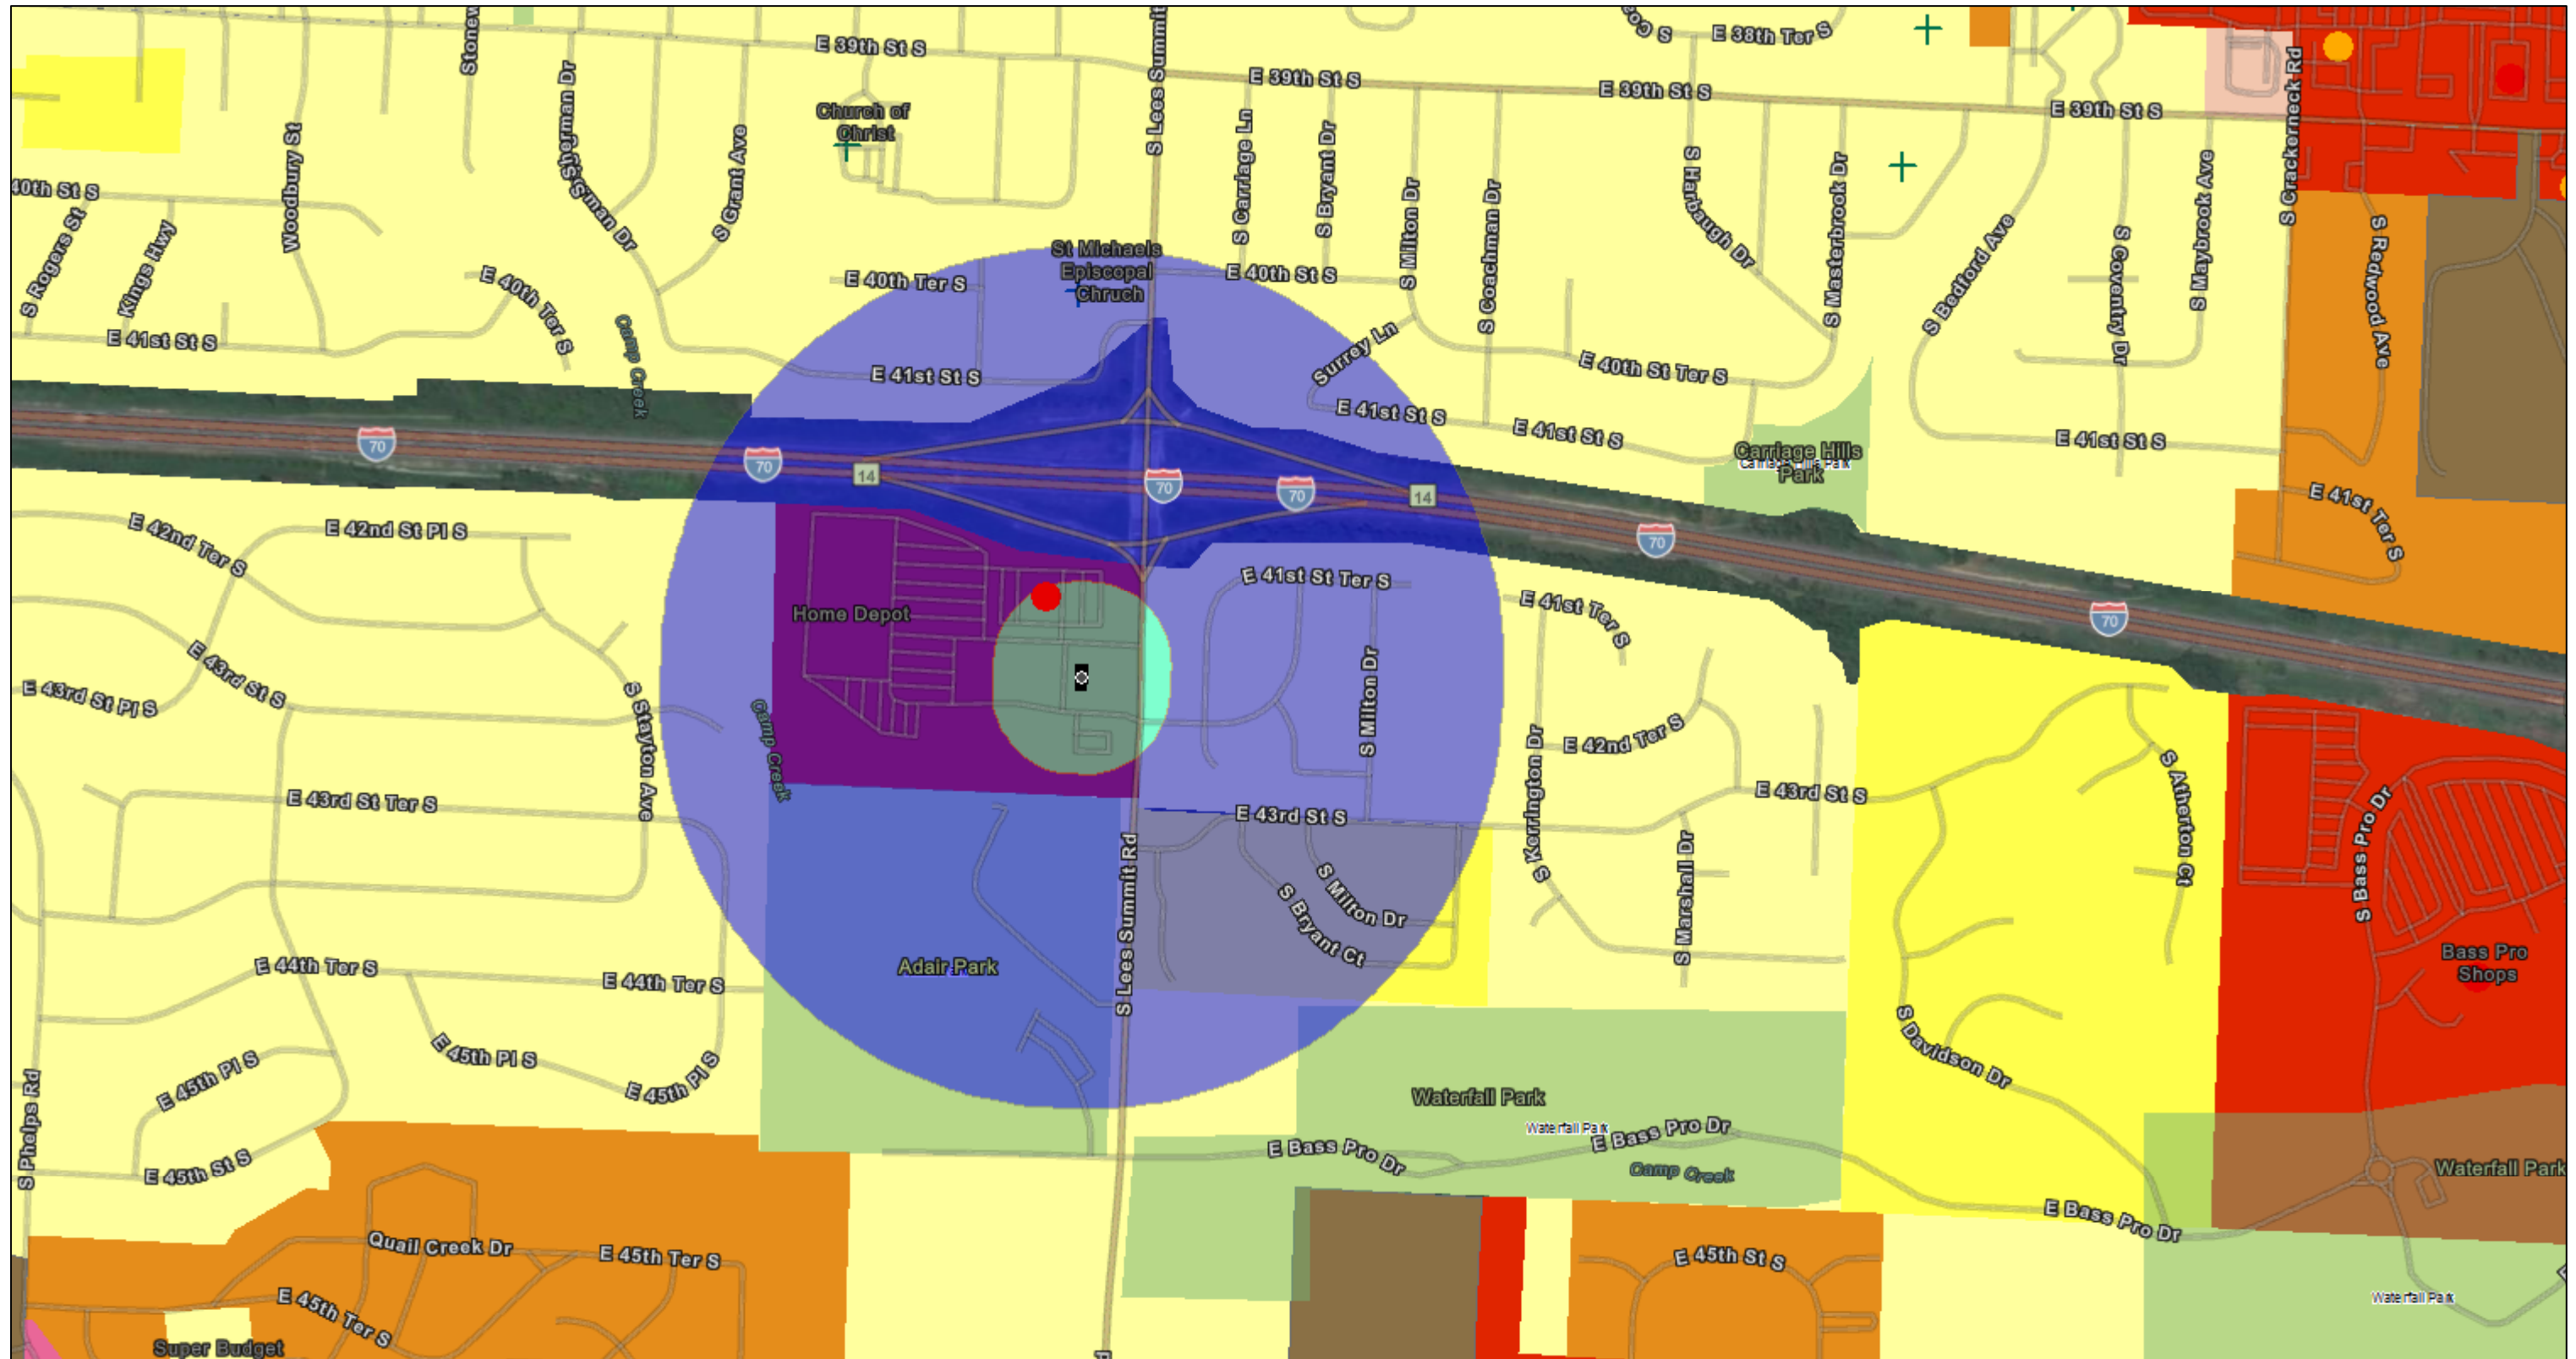 Stonew
S Lees Summit
S Coa
E 38th Ter S
E 39th St S
E 39th St S
E 39th St S
E 39th St S
Church of
Christ
S Crackerneck Rd
Woodbury St
S Sherman Dr
S Grant Ave
S Carriage Ln
S Bryant Dr
S Milton Dr
S Coachman Dr
S Harbaugh Dr
S Masterbrook Dr
S Bedford Ave
S Coventry Dr
S Maybrook Ave
S Redwood Ave
40th St S
S Rogers St
Kings Hwy
E 40th Ter S
E 40th Ter S
St Michaels
Episcopal
Chruch
E 40th St S
E 41st St S
Camp Creek
E 41st St S
Surrey Ln
E 40th St Ter S
E 41st St S
E 41st St S
E 41st St S
Carriage Hills
Park
Carriage Hills Park
70
70
14
70
70
14
70
70
E 41st Ter S
E 42nd Ter S
E 42nd St Pl S
E 41st St Ter S
E 41st Ter S
Home Depot
E 43rd St S
E 43rd St Pl S
S Stayton Ave
Camp Creek
S Milton Dr
S Kerrington Dr
E 42nd Ter S
E 43rd St Ter S
E 43rd St S
E 43rd St S
S Atherton Ct
S Bass Pro Dr
S Lees Summit Rd
S Milton Dr
S Bryant Ct
S Marshall Dr
E 44th Ter S
E 44th Ter S
Adair Park
Bass Pro
Shops
S Phelps Rd
E 45th Pl S
E 45th Pl S
E 45th Pl S
S Davidson Dr
Waterfall Park
Waterfall Park
E 45th St S
E Bass Pro Dr
E Bass Pro Dr
Camp Creek
Waterfall Park
E Bass Pro Dr
Quail Creek Dr
E 45th Ter S
E 45th St S
E 45th Ter S
Waterfall Park
Super Budget